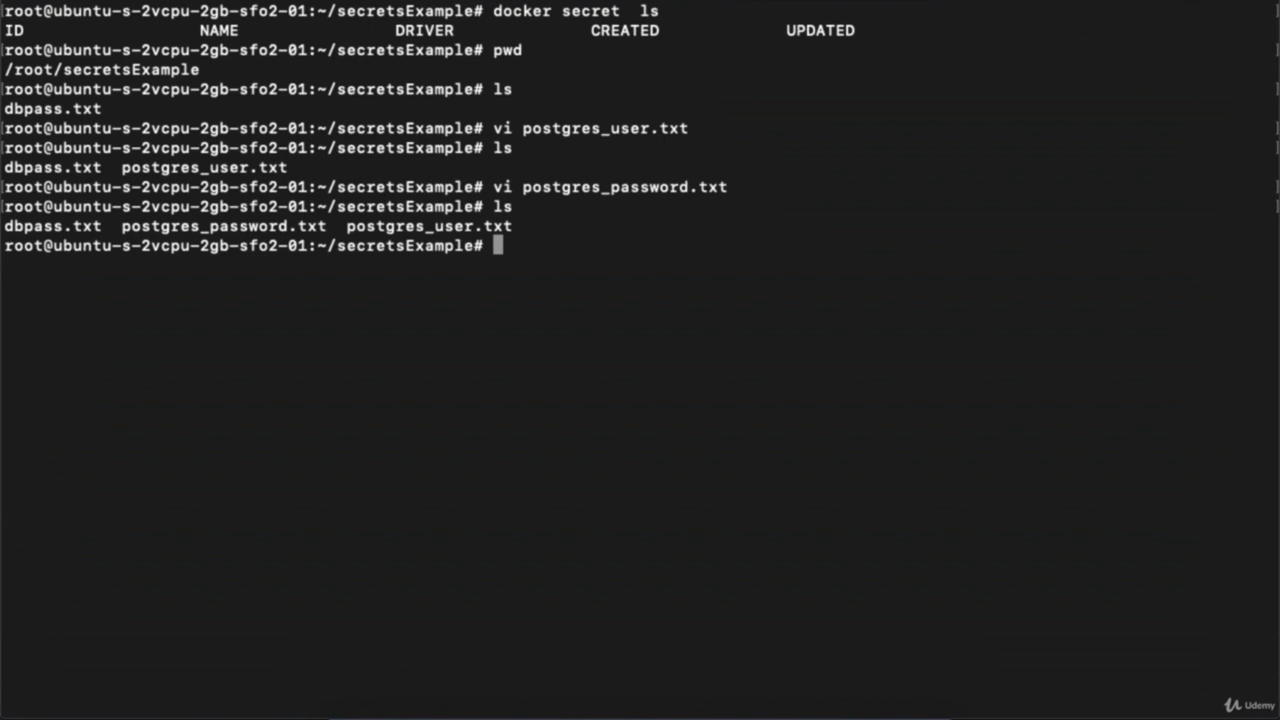 root@ubuntu-s-2vcpu-2gb-sfo2-01:~/secretsExample# docker secret  ls
ID                  NAME                DRIVER              CREATED             UPDATED
root@ubuntu-s-2vcpu-2gb-sfo2-01:~/secretsExample# pwd
/root/secretsExample
root@ubuntu-s-2vcpu-2gb-sfo2-01:~/secretsExample# ls
dbpass.txt
root@ubuntu-s-2vcpu-2gb-sfo2-01:~/secretsExample# vi postgres_user.txt
root@ubuntu-s-2vcpu-2gb-sfo2-01:~/secretsExample# ls
dbpass.txt  postgres_user.txt
root@ubuntu-s-2vcpu-2gb-sfo2-01:~/secretsExample# vi postgres_password.txt
root@ubuntu-s-2vcpu-2gb-sfo2-01:~/secretsExample# ls
dbpass.txt  postgres_password.txt  postgres_user.txt
root@ubuntu-s-2vcpu-2gb-sfo2-01:~/secretsExample#
Udemy